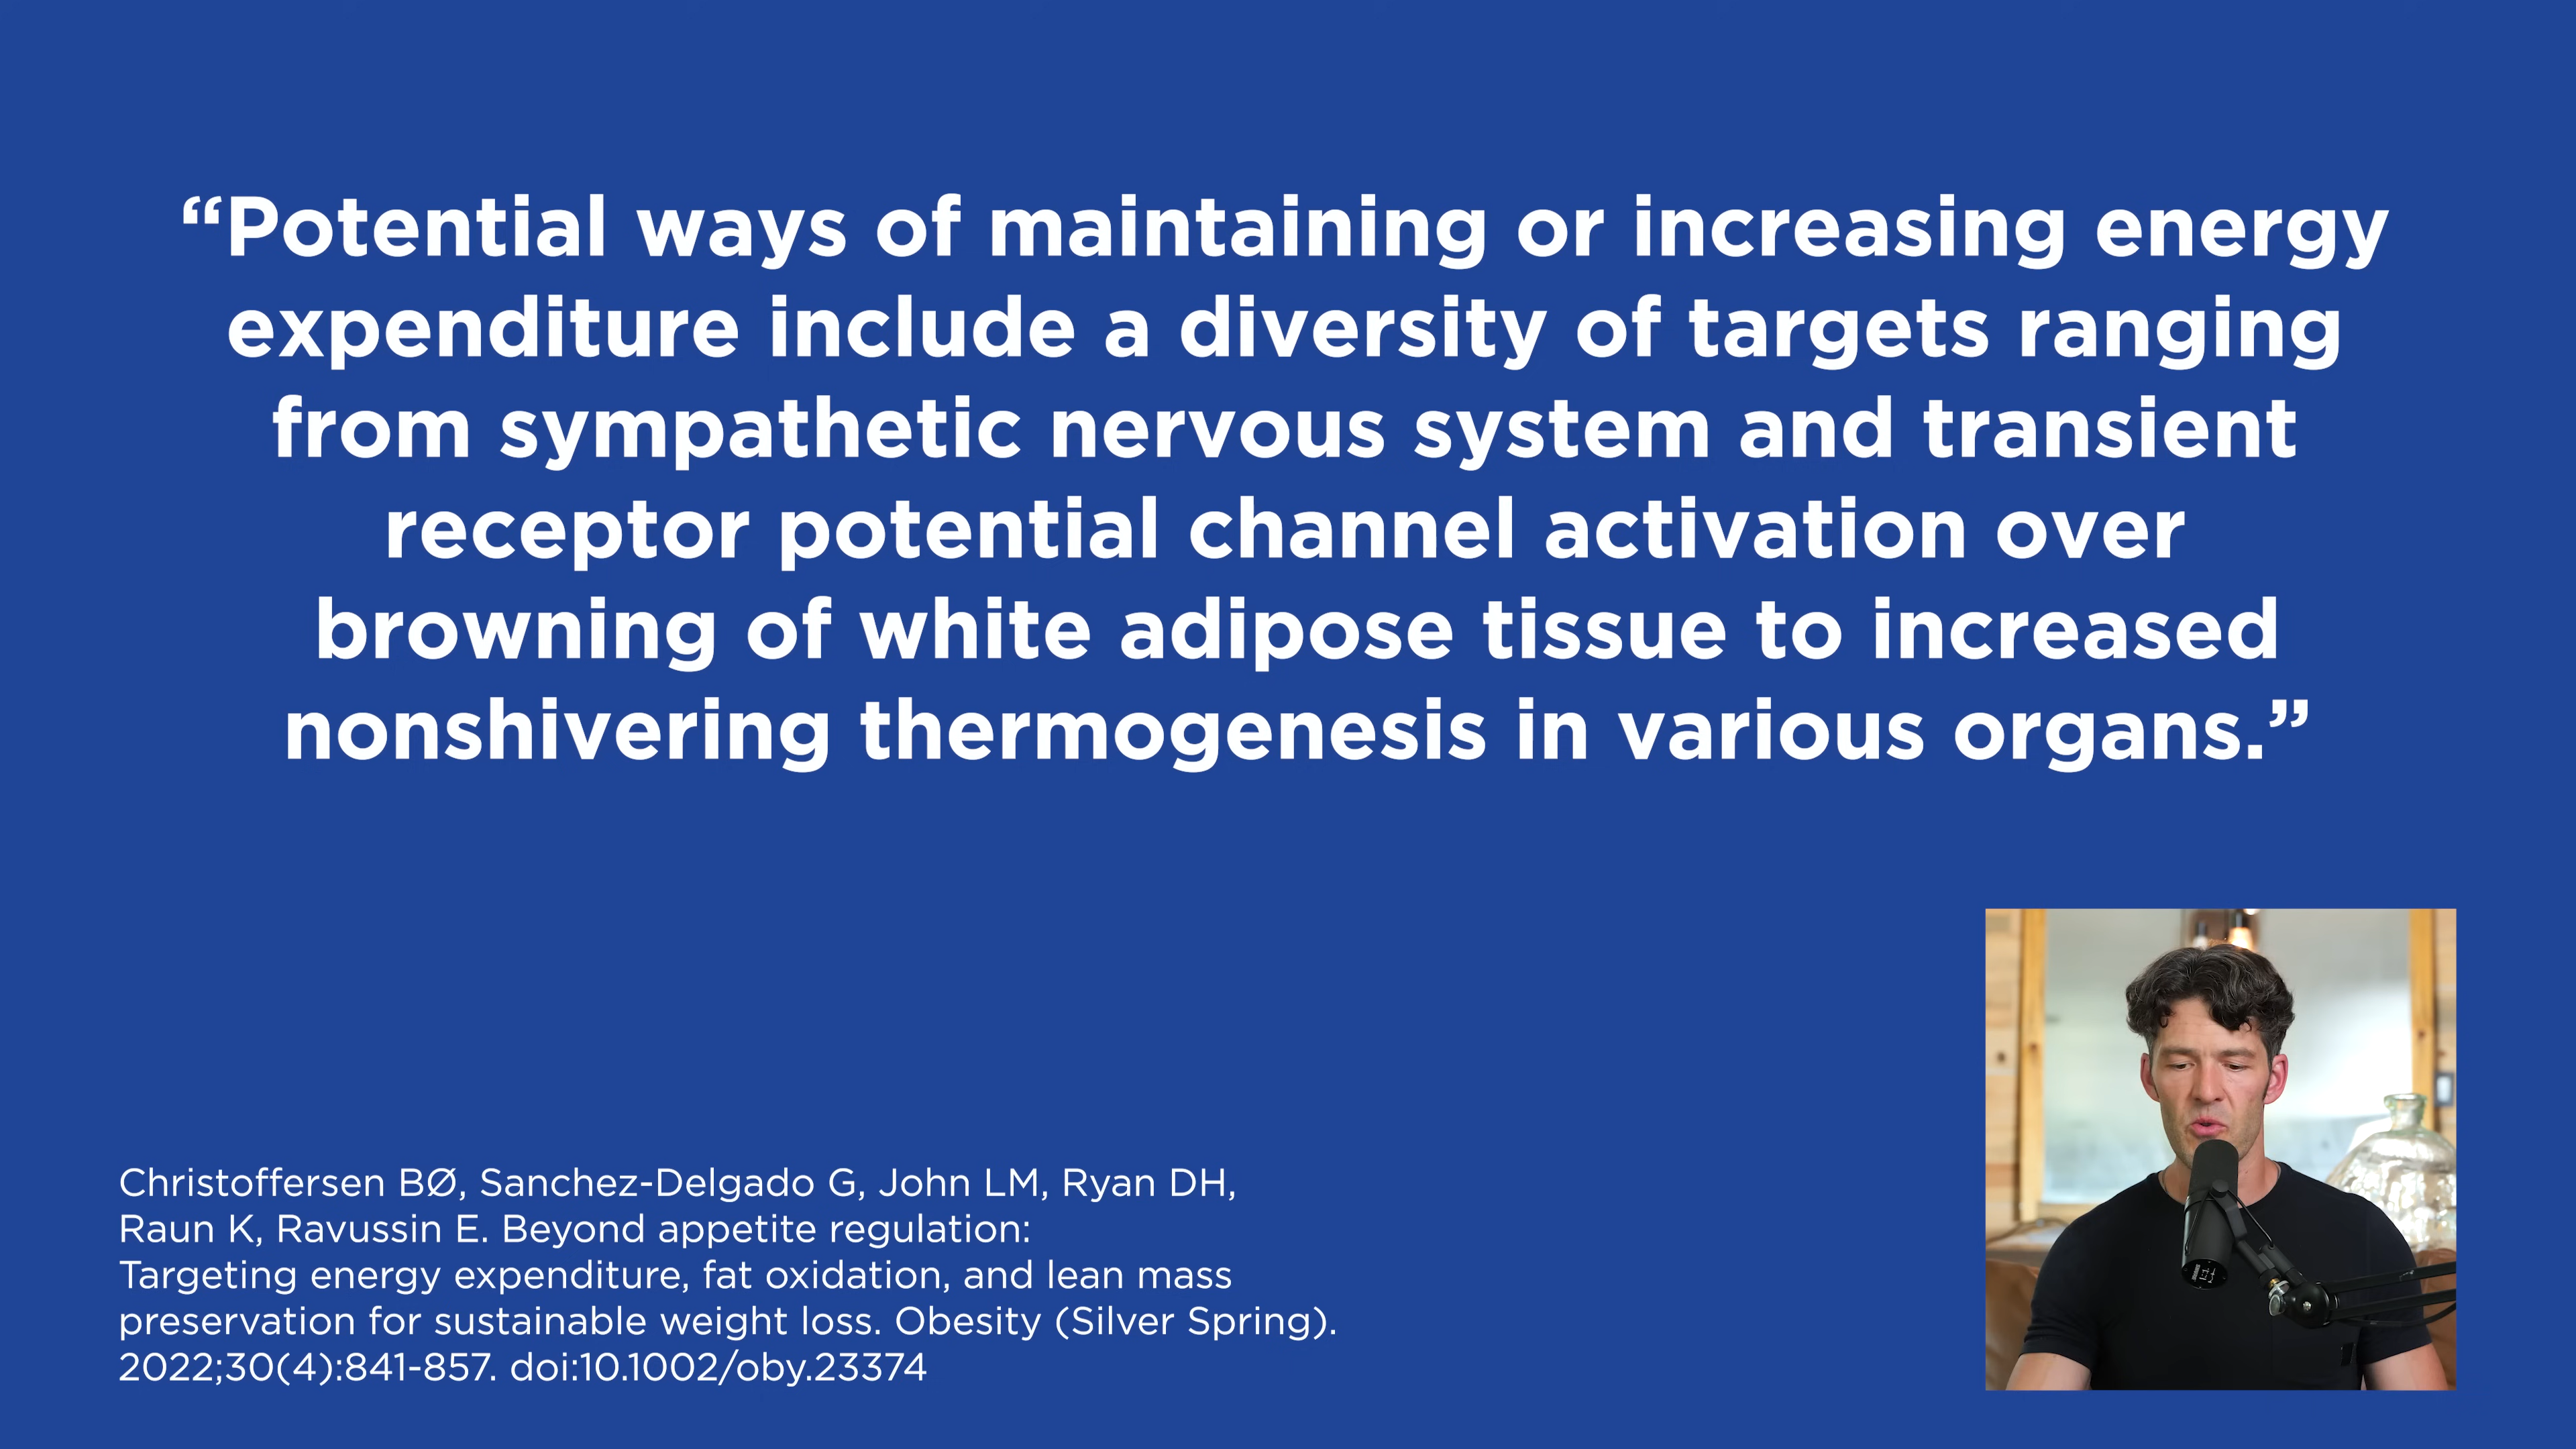 “Potential ways of maintaining or increasing energy
expenditure include a diversity of targets ranging
from sympathetic nervous system and transient
receptor potential channel activation over
browning of white adipose tissue to increased
nonshivering thermogenesis in various organs.”
Christoffersen BØ, Sanchez-Delgado G, John LM, Ryan DH,
Raun K, Ravussin E. Beyond appetite regulation:
Targeting energy expenditure, fat oxidation, and lean mass
preservation for sustainable weight loss. Obesity (Silver Spring).
2022;30(4):841-857. doi:10.1002/oby.23374